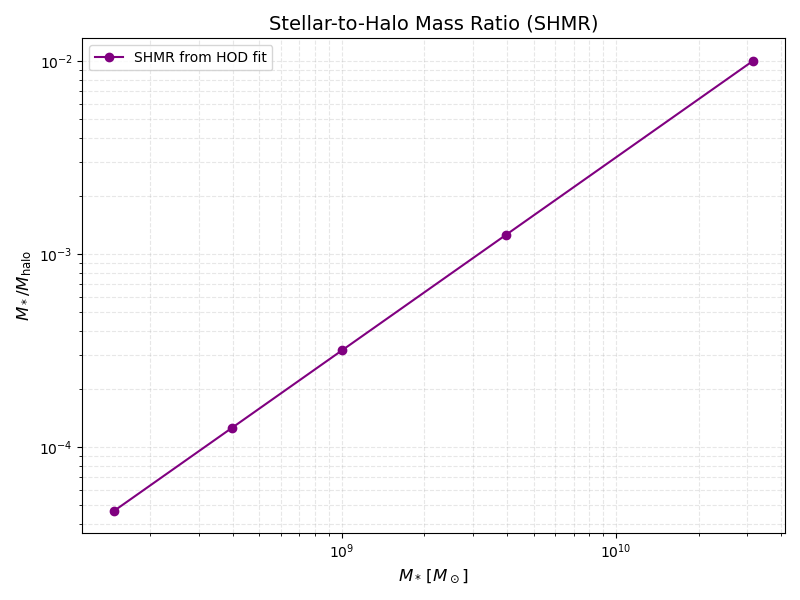 Stellar-to-Halo Mass Ratio (SHMR)
SHMR from HOD fit
10⁻²
10⁻³
10⁻⁴
M*/Mhalo
10⁹
10¹⁰
M* [M⊙]